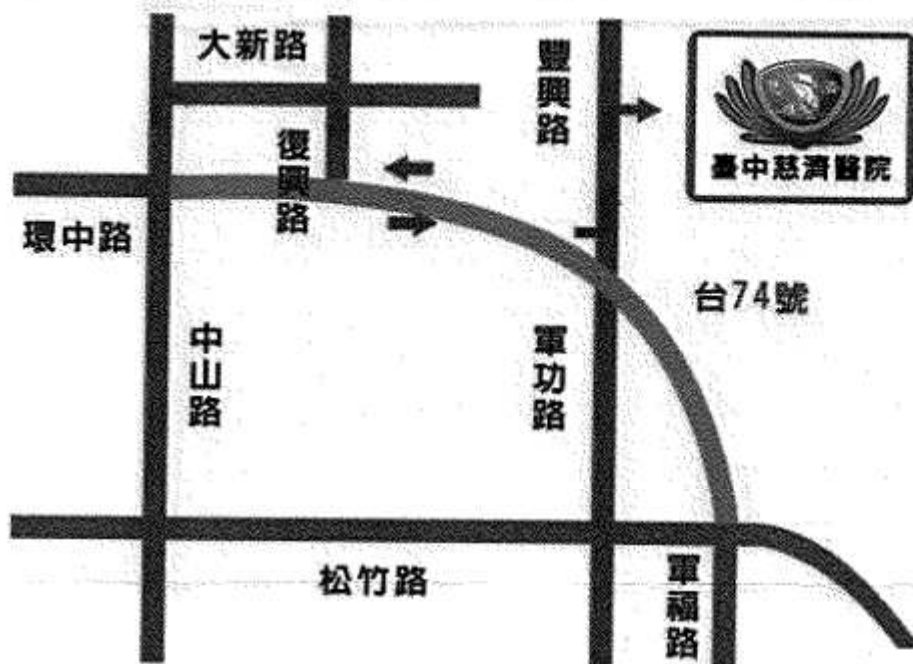 大新路
豐興路
臺中慈濟醫院
復興路
環中路
台74號
中山路
軍功路
松竹路
軍福路